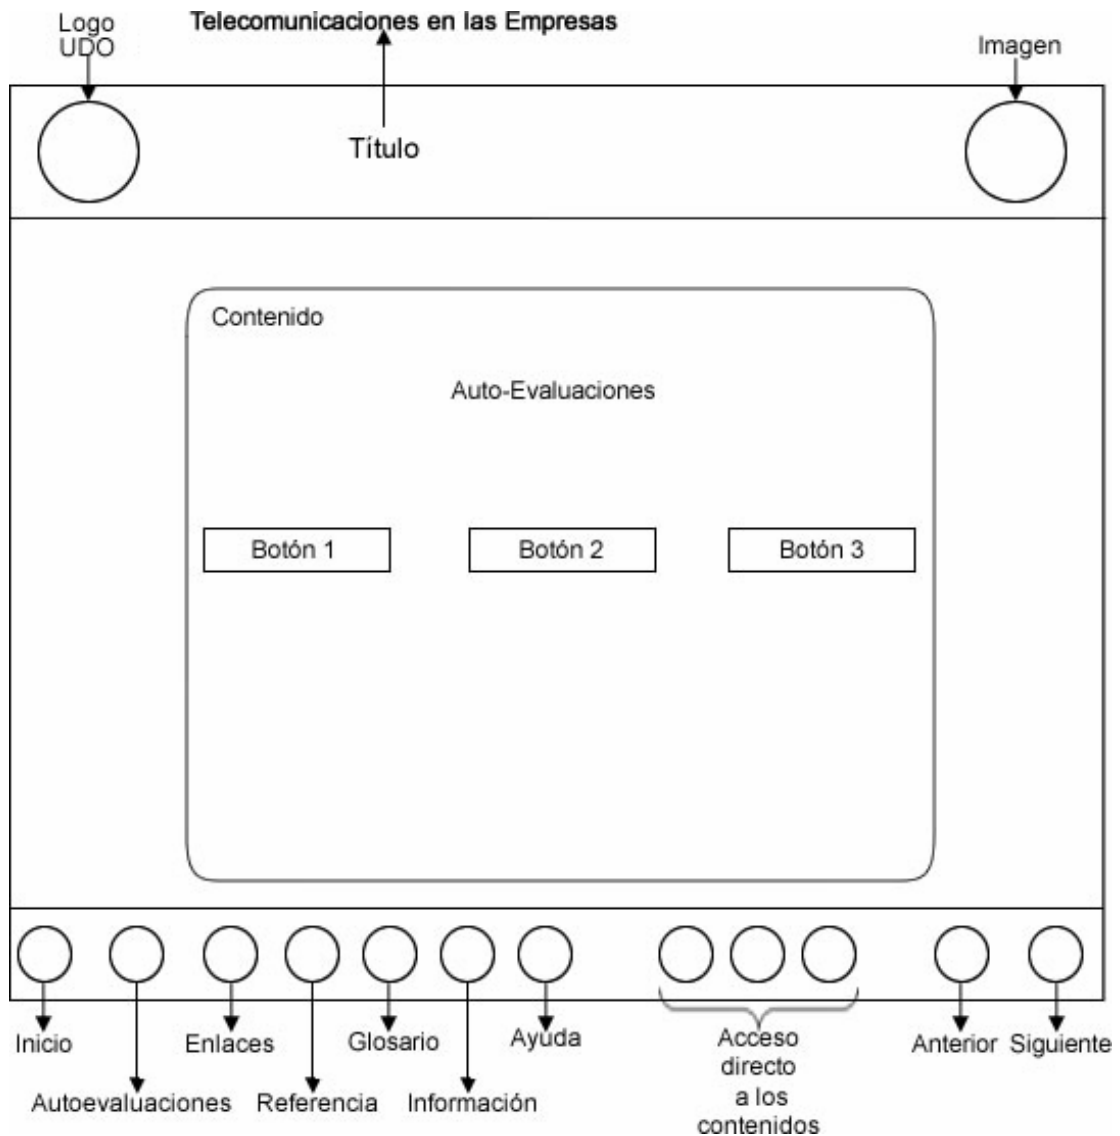 Logo
UDO
Telecomunicaciones en las Empresas
Imagen
Título
Contenido
Auto-Evaluaciones
Botón 1
Botón 2
Botón 3
Inicio
Enlaces
Glosario
Ayuda
Acceso
directo
a los
contenidos
Anterior
Siguiente
Autoevaluaciones
Referencia
Información